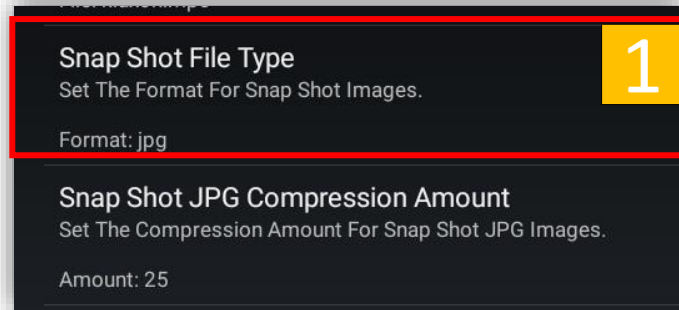 Snap Shot File Type
1
Set The Format For Snap Shot Images.
Format: jpg
Snap Shot JPG Compression Amount
Set The Compression Amount For Snap Shot JPG Images.
Amount: 25